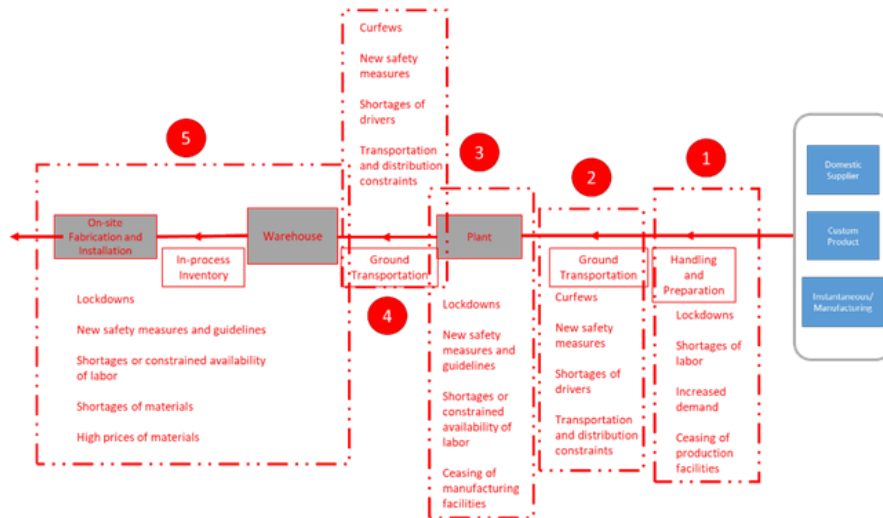 Curfews
New safety
measures
Shortages of
drivers
Transportation
and distribution
constraints
5
3
1
2
4
Domestic
Supplier
Custom
Product
Instantaneous/
Manufacturing
On-site
Fabrication and
Installation
In-process
Inventory
Warehouse
Ground
Transportation
Plant
Ground
Transportation
Handling
and
Preparation
Lockdowns
New safety measures and guidelines
Shortages or constrained availability
of labor
Shortages of materials
High prices of materials
Lockdowns
New safety
measures and
guidelines
Shortages or
constrained
availability of
labor
Ceasing of
manufacturing
facilities
Curfews
New safety
measures
Shortages of
drivers
Transportation
and distribution
constraints
Lockdowns
Shortages of
labor
Increased
demand
Ceasing of
production
facilities